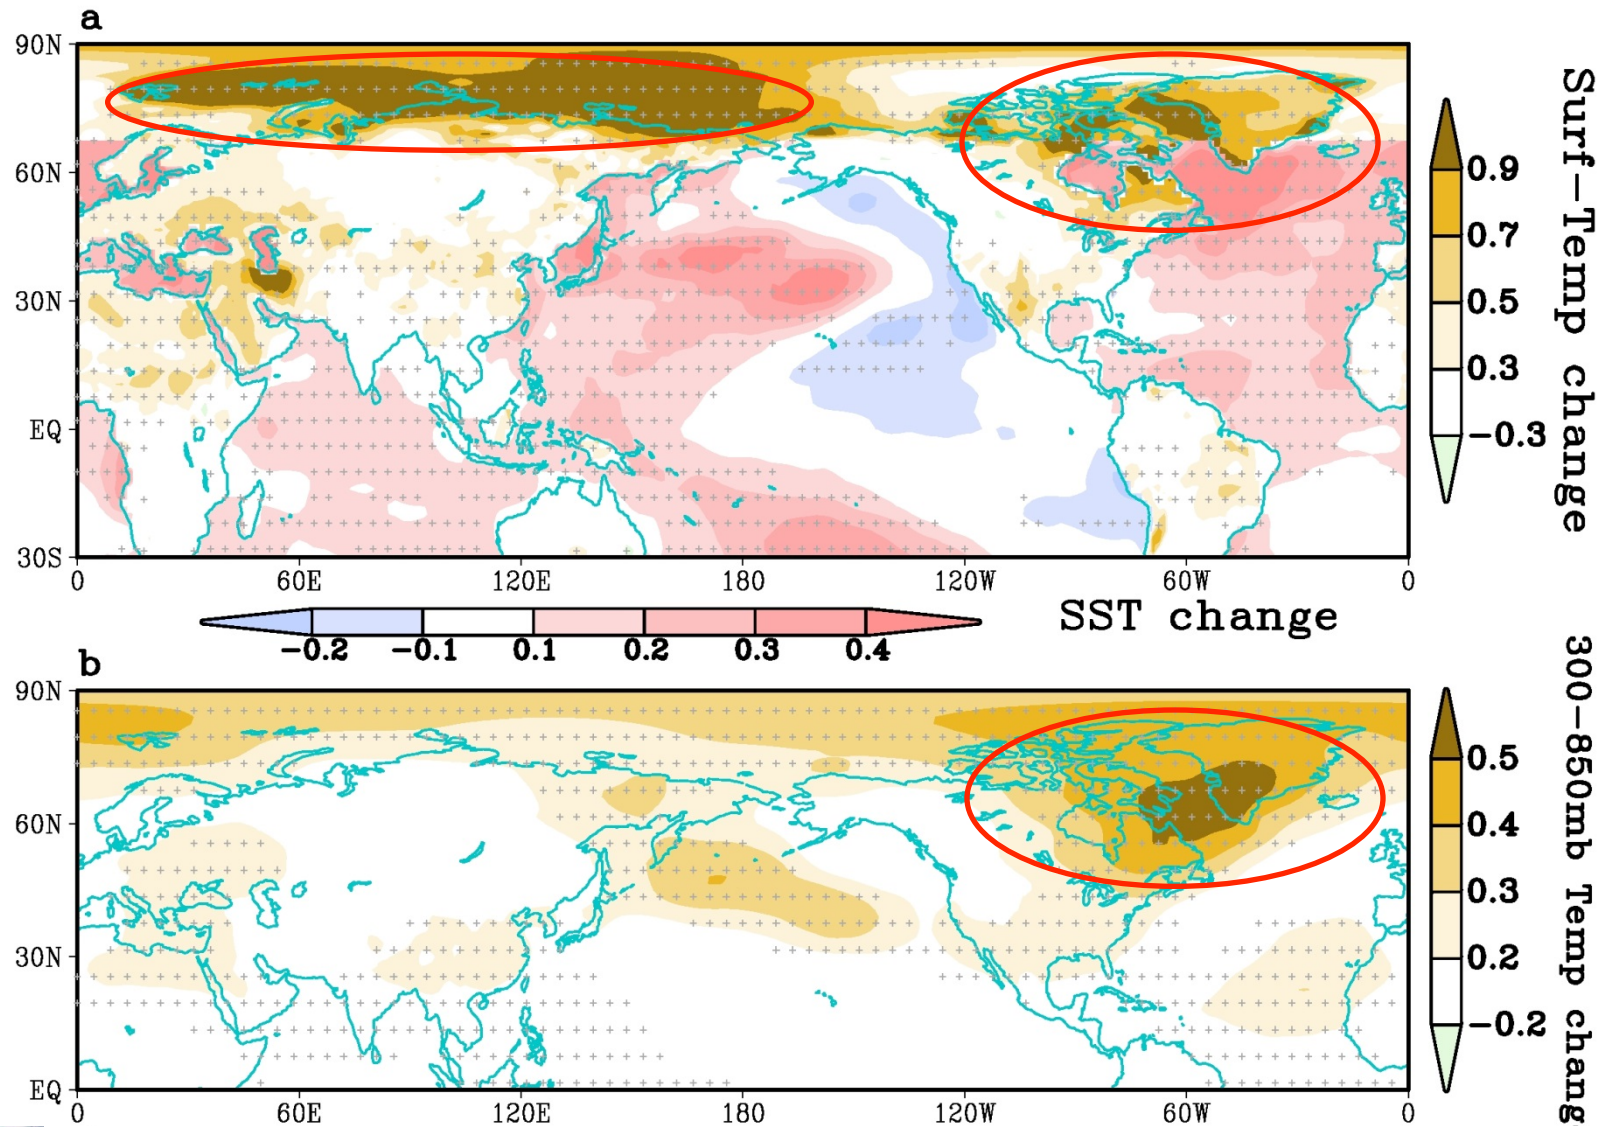 a
90N
60N
30N
EQ
30S
0 60E 120E 180 120W 60W 0
0.9
0.7
0.5
0.3
−0.3
Surf−Temp change
−0.2 −0.1 0.1 0.2 0.3 0.4
SST change
b
90N
60N
30N
EQ
0 60E 120E 180 120W 60W 0
0.5
0.4
0.3
0.2
−0.2
300−850mb Temp chang